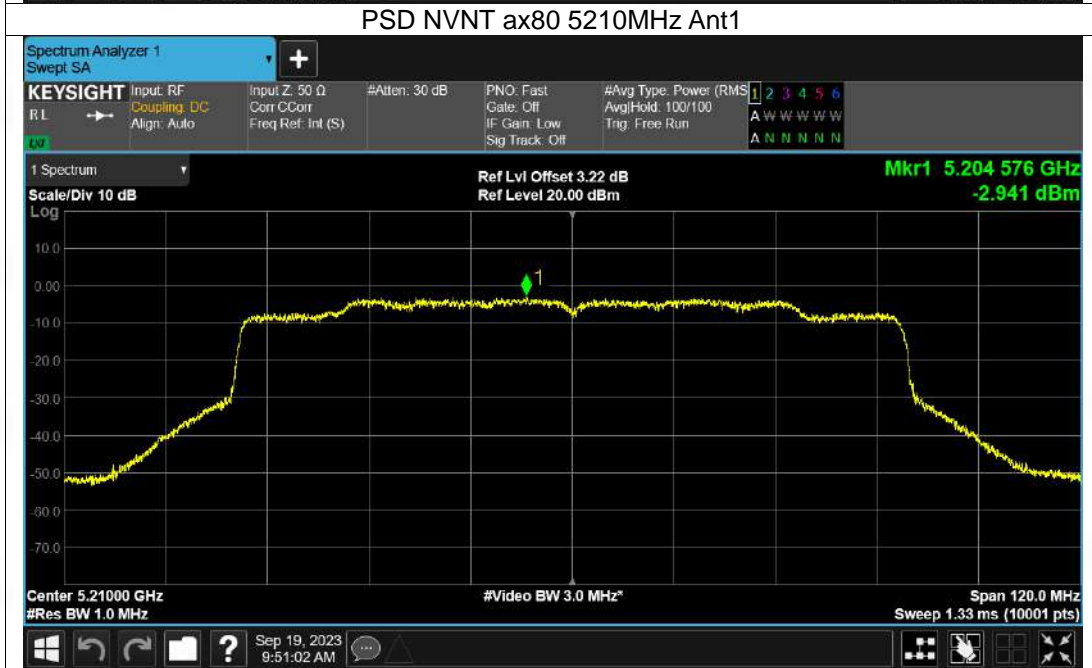 PSD NVNT ax80 5210MHz Ant1
Spectrum Analyzer 1
Swept SA
+
KEYSIGHT Input: RF Input Z: 50 Ω #Atten: 30 dB PNO: Fast #Avg Type: Power (RMS 1 2 3 4 5 6
RL Coupling: DC Corr CCorr Gate: Off Avg|Hold: 100/100 A W W W W W
Align: Auto Freq Ref: Int (S) IF Gain: Low Trig: Free Run
LXI Sig Track: Off A N N N N N
1 Spectrum Ref Lvl Offset 3.22 dB Mkr1 5.204 576 GHz
Scale/Div 10 dB Ref Level 20.00 dBm -2.941 dBm
Log
10.0
0.00
1
-10.0
-20.0
-30.0
-40.0
-50.0
-60.0
-70.0
Center 5.21000 GHz #Video BW 3.0 MHz* Span 120.0 MHz
#Res BW 1.0 MHz Sweep 1.33 ms (10001 pts)
? Sep 19, 2023
9:51:02 AM